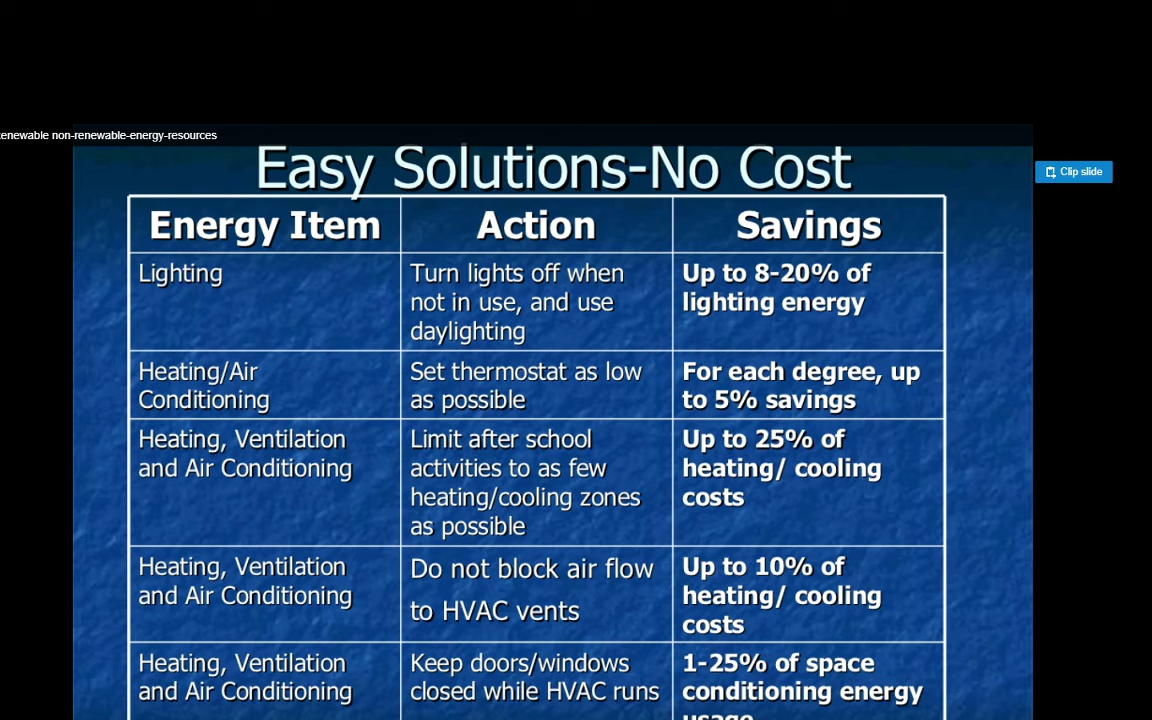 enewable non-renewable-energy-resources
Clip slide
Easy Solutions-No Cost
Energy Item
Action
Savings
Lighting
Turn lights off when
not in use, and use
daylighting
Up to 8-20% of
lighting energy
Heating/Air
Conditioning
Set thermostat as low
as possible
For each degree, up
to 5% savings
Heating, Ventilation
and Air Conditioning
Limit after school
activities to as few
heating/cooling zones
as possible
Up to 25% of
heating/ cooling
costs
Heating, Ventilation
and Air Conditioning
Do not block air flow
to HVAC vents
Up to 10% of
heating/ cooling
costs
Heating, Ventilation
and Air Conditioning
Keep doors/windows
closed while HVAC runs
1-25% of space
conditioning energy
usage